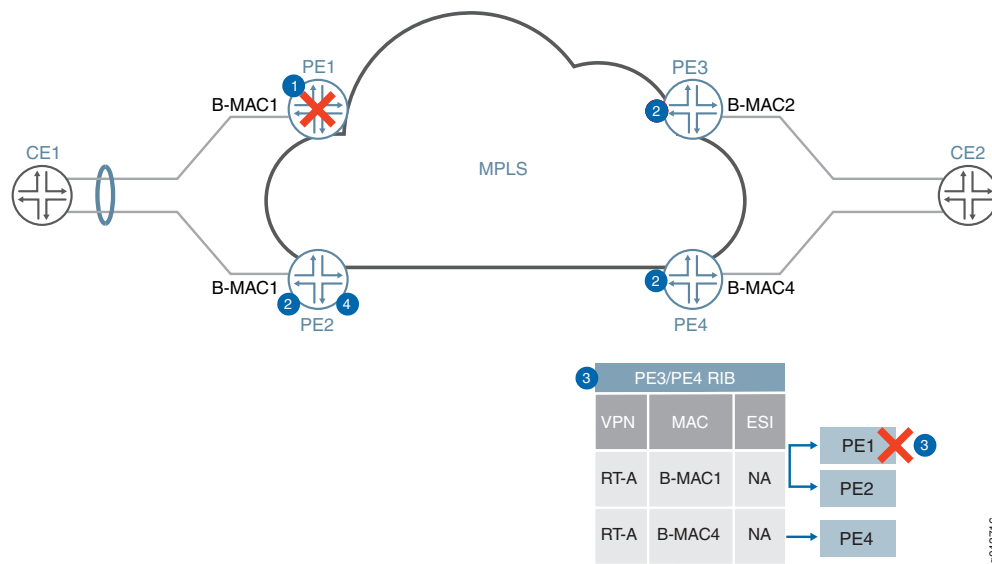 PE1
PE3
1
B-MAC1
2
B-MAC2
CE1
CE2
MPLS
B-MAC1
2
4
PE2
2
B-MAC4
PE4
3
PE3/PE4 RIB
VPN MAC ESI
PE1
3
RT-A B-MAC1 NA
PE2
RT-A B-MAC4 NA
PE4